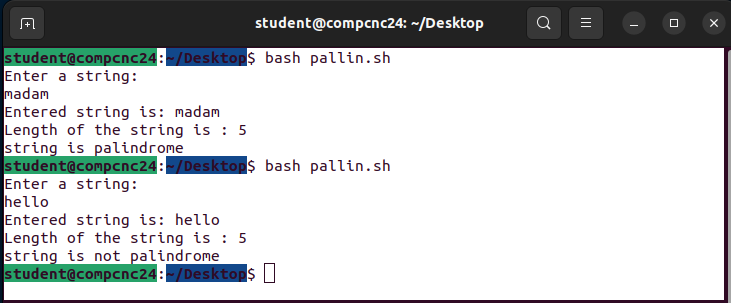 student@compcnc24: ~/Desktop
student@compcnc24:~/Desktop$ bash pallin.sh
Enter a string:
madam
Entered string is: madam
Length of the string is : 5
string is palindrome
student@compcnc24:~/Desktop$ bash pallin.sh
Enter a string:
hello
Entered string is: hello
Length of the string is : 5
string is not palindrome
student@compcnc24:~/Desktop$